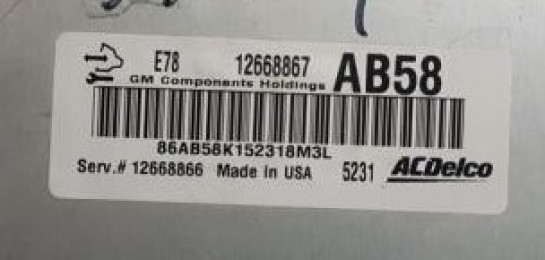 E78 12668867 AB58
GM Components Holdings
86AB58K152318M3L
Serv.# 12668866 Made in USA 5231 ACDelco